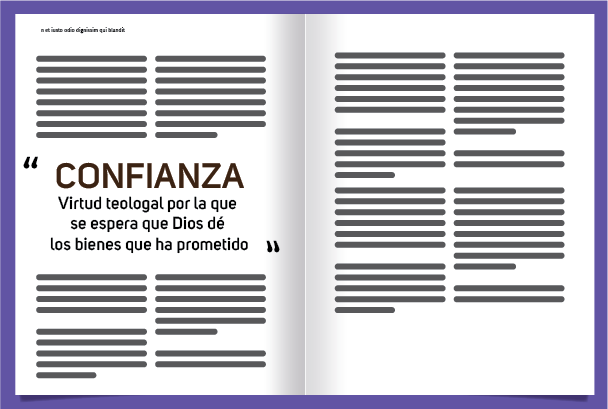 n et iusto odio dignissim qui blandit
“
CONFIANZA
Virtud teologal por la que
se espera que Dios dé
los bienes que ha prometido
”